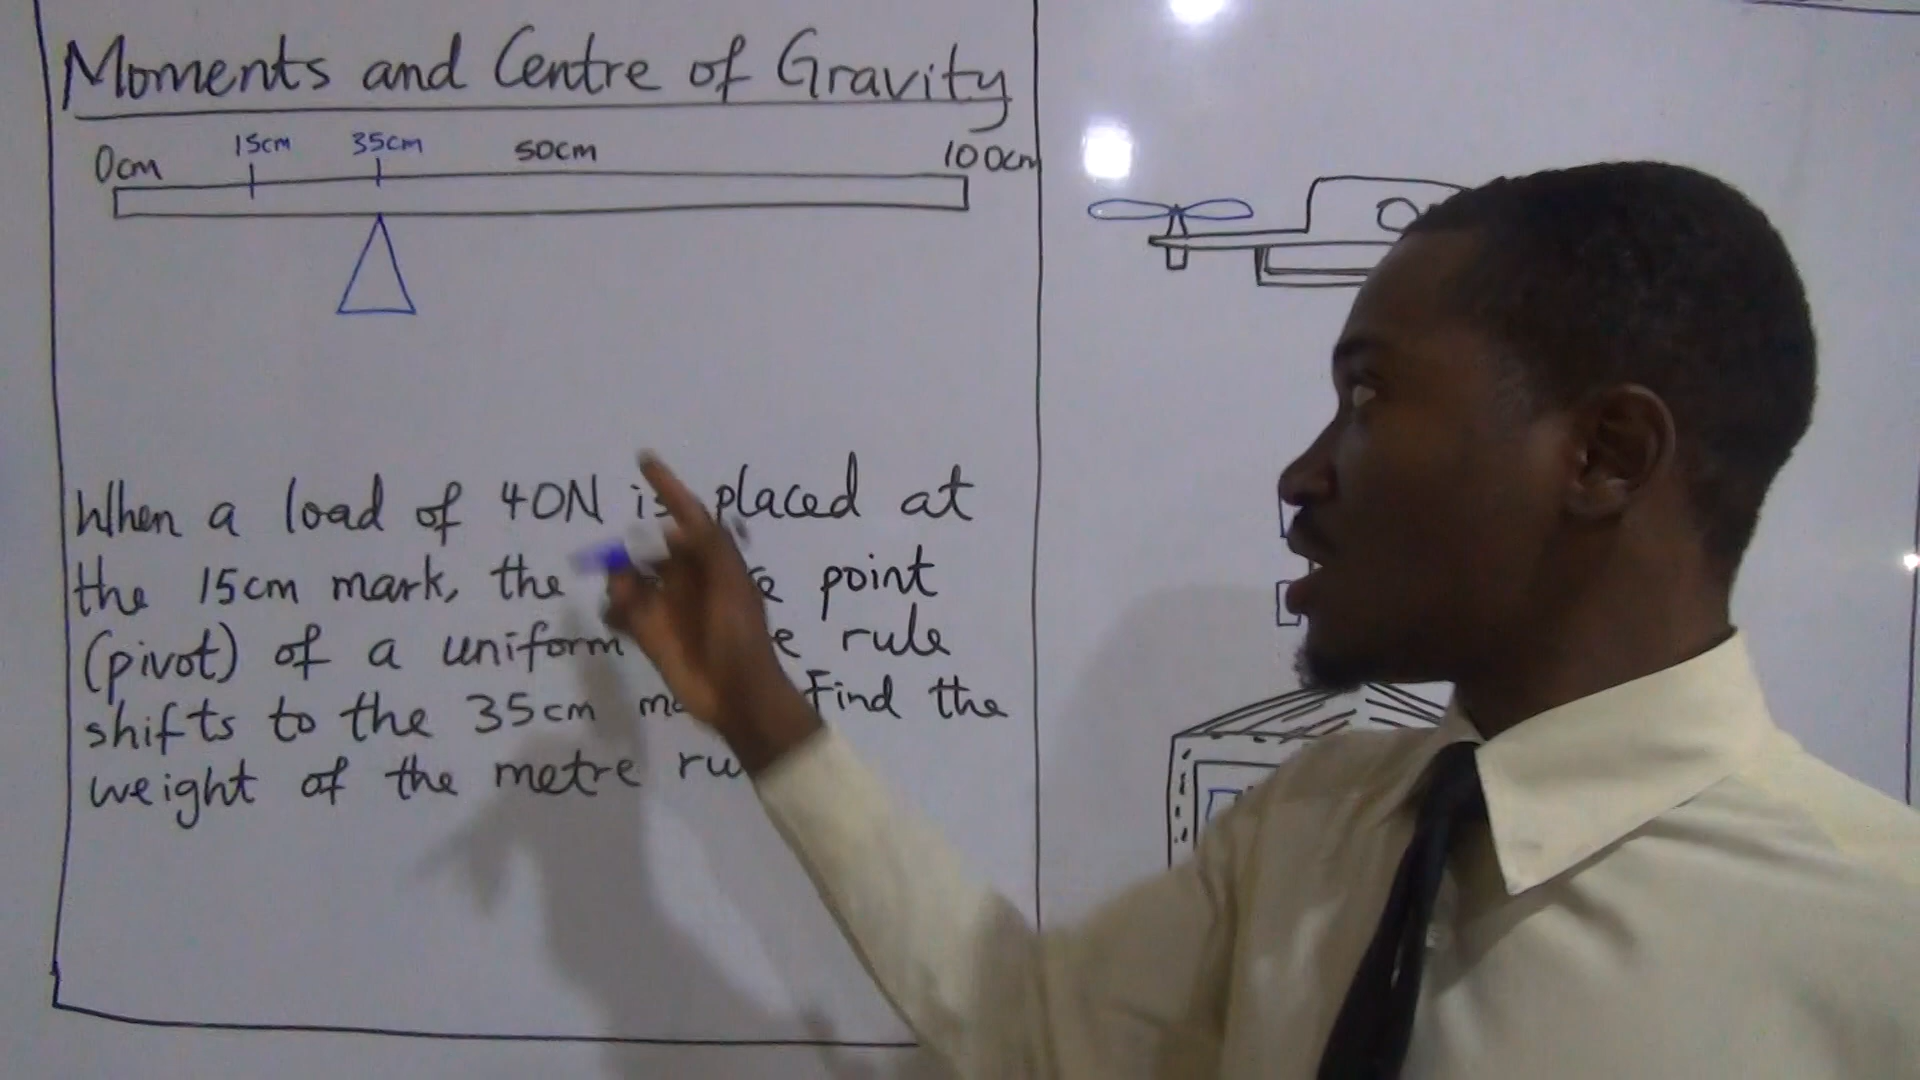 Moments and Centre of Gravity
0cm 15cm 35cm 50cm 100cm
When a load of 40N is placed at
the 15cm mark, the point
(pivot) of a uniform rule
shifts to the 35cm Find the
weight of the metre